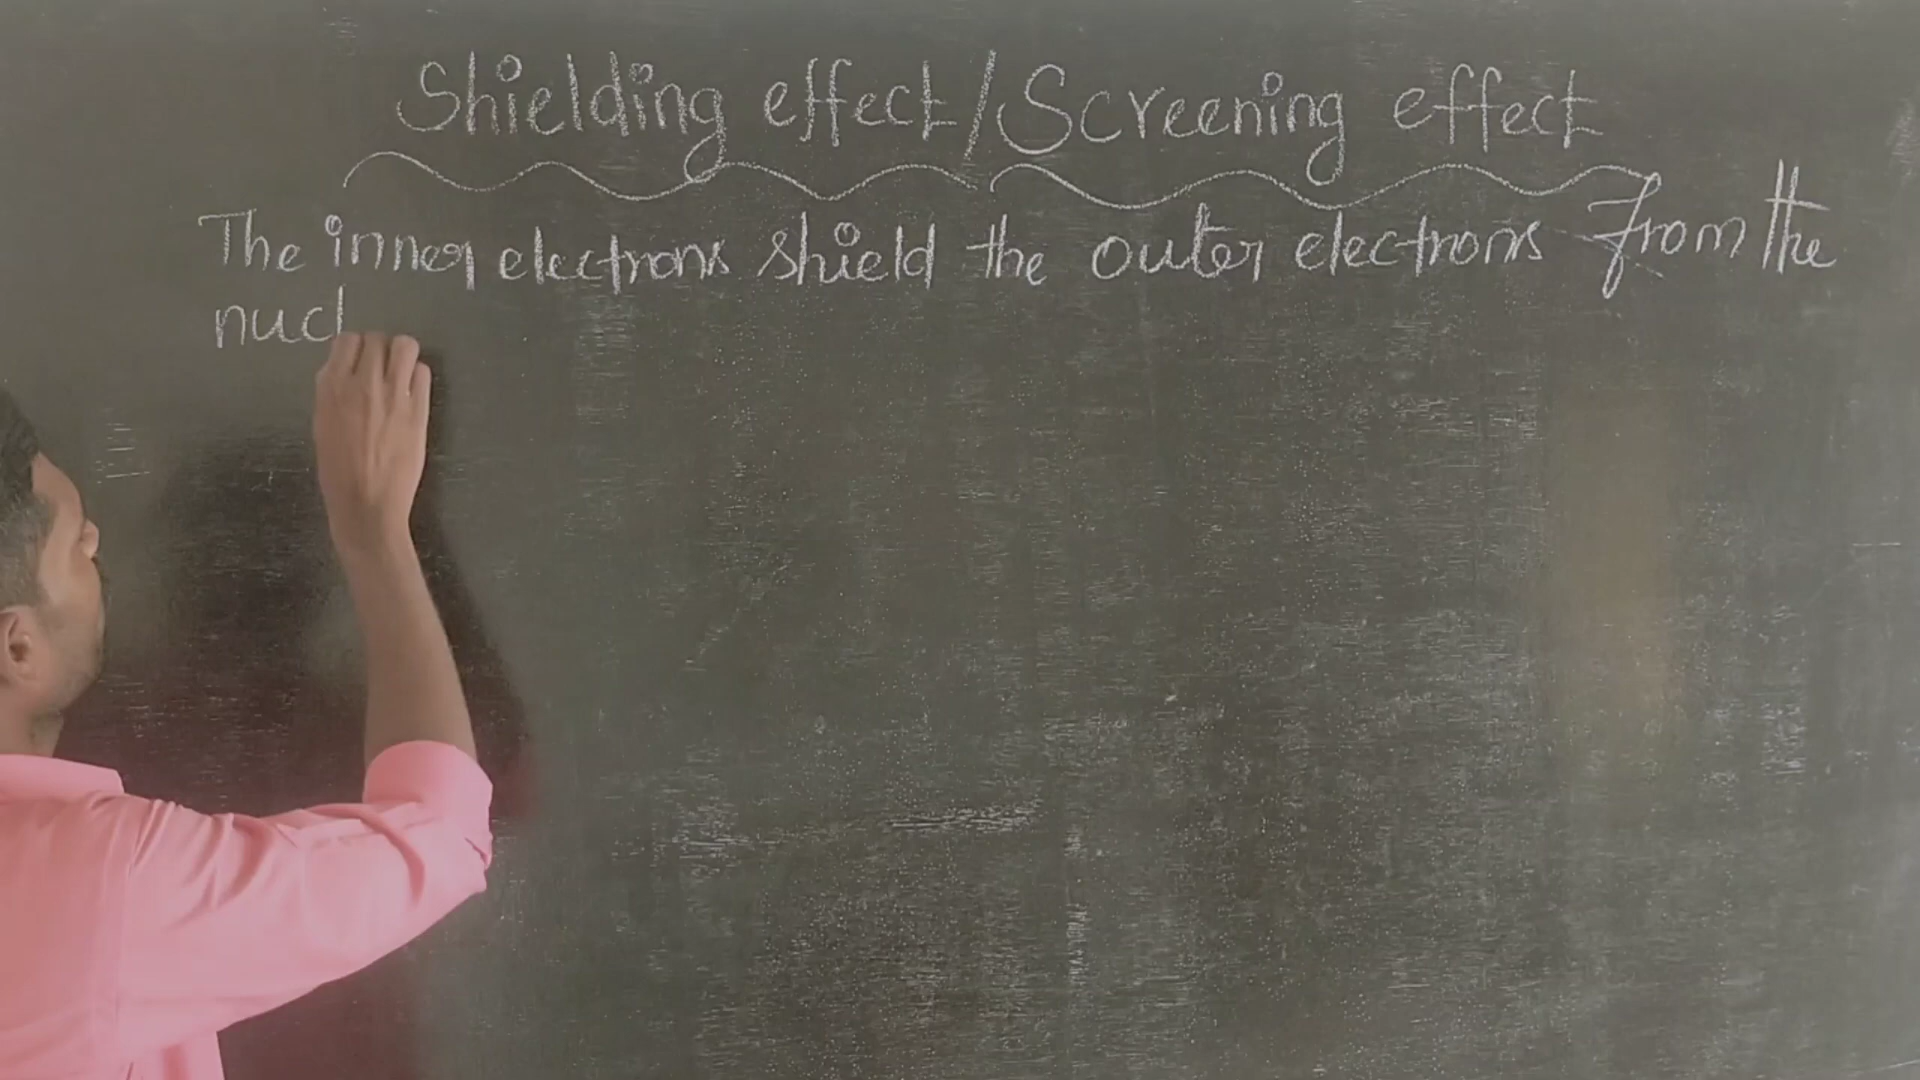 Shielding effect/Screening effect
The inner electrons shield the outer electrons from the
nucl